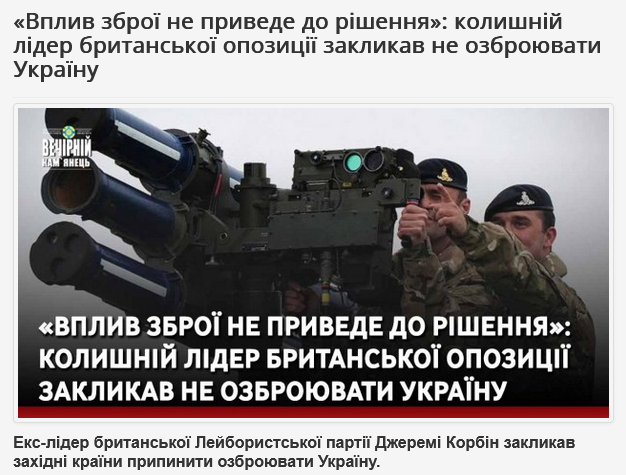 «Вплив зброї не приведе до рішення»: колишній
лідер британської опозиції закликав не озброювати
Україну
ВЕЧІРНІЙ
КАМ'ЯНЕЦЬ
«ВПЛИВ ЗБРОЇ НЕ ПРИВЕДЕ ДО РІШЕННЯ»:
КОЛИШНІЙ ЛІДЕР БРИТАНСЬКОЇ ОПОЗИЦІЇ
ЗАКЛИКАВ НЕ ОЗБРОЮВАТИ УКРАЇНУ
Екс-лідер британської Лейбористської партії Джеремі Корбін закликав
західні країни припинити озброювати Україну.